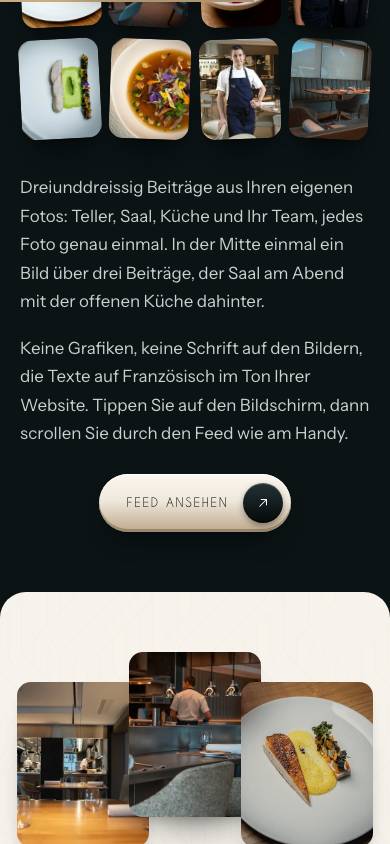 Dreiunddreissig Beiträge aus Ihren eigenen
Fotos: Teller, Saal, Küche und Ihr Team, jedes
Foto genau einmal. In der Mitte einmal ein
Bild über drei Beiträge, der Saal am Abend
mit der offenen Küche dahinter.
Keine Grafiken, keine Schrift auf den Bildern,
die Texte auf Französisch im Ton Ihrer
Website. Tippen Sie auf den Bildschirm, dann
scrollen Sie durch den Feed wie am Handy.
FEED ANSEHEN